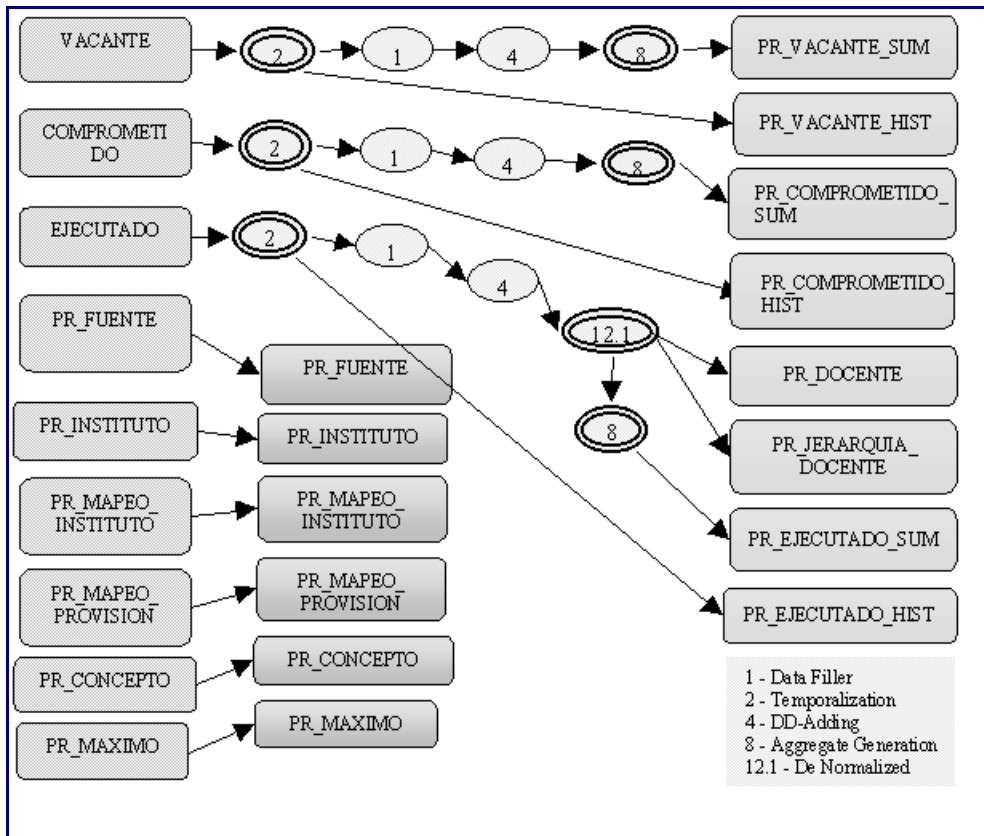 VACANTE
2
1
4
8
PR_VACANTE_SUM
PR_VACANTE_HIST
COMPROMETI
DO
2
1
4
8
PR_COMPROMETIDO_
SUM
EJECUTADO
2
1
4
PR_COMPROMETIDO_
HIST
PR_FUENTE
PR_FUENTE
12.1
PR_DOCENTE
PR_INSTITUTO
PR_INSTITUTO
8
PR_JERARQUIA_
DOCENTE
PR_MAPEO_
INSTITUTO
PR_MAPEO_
INSTITUTO
PR_EJECUTADO_SUM
PR_MAPEO_
PROVISION
PR_MAPEO_
PROVISION
PR_EJECUTADO_HIST
PR_CONCEPTO
PR_CONCEPTO
PR_MAXIMO
PR_MAXIMO
1 - Data Filler
2 - Temporalization
4 - DD-Adding
8 - Aggregate Generation
12.1 - De Normalized